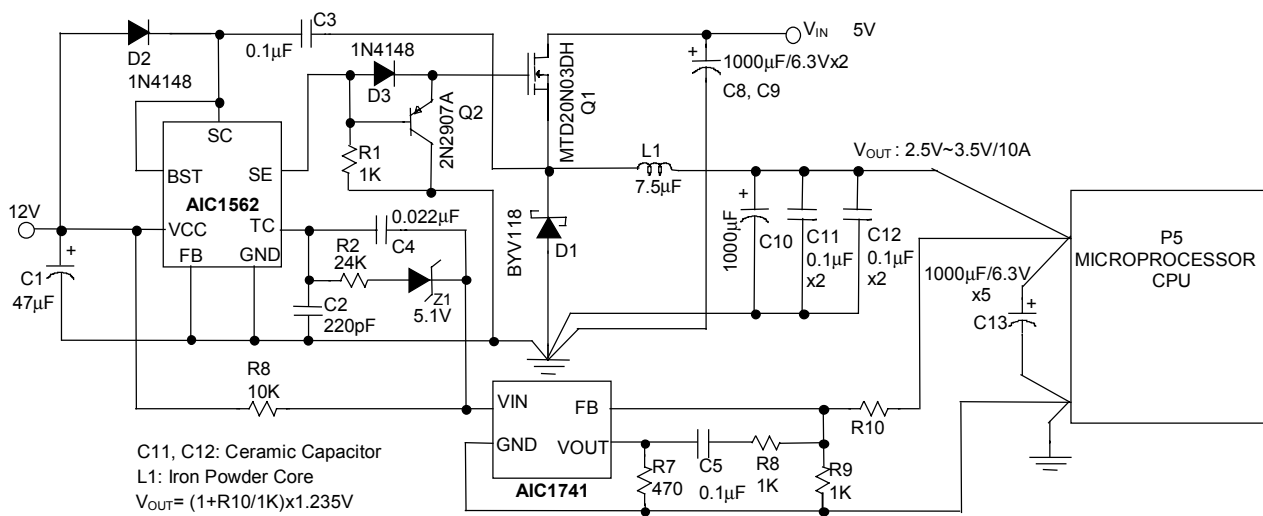 C3
0.1μF
D2
1N4148
1N4148
D3
Q2
2N2907A
Q1
MTD20N03DH
VIN 5V
+
1000μF/6.3Vx2
C8, C9
SC
BST
SE
AIC1562
VCC
TC
FB
GND
R1
1K
L1
7.5μF
VOUT : 2.5V~3.5V/10A
12V
+
C1
47μF
0.022μF
C4
R2
24K
Z1
5.1V
C2
220pF
BYV118
D1
+
1000μF
C10
C11
0.1μF
x2
C12
0.1μF
x2
1000μF/6.3V
x5
+
C13
P5
MICROPROCESSOR
CPU
R8
10K
VIN
FB
GND
VOUT
AIC1741
R10
R7
470
C5
0.1μF
R8
1K
R9
1K
C11, C12: Ceramic Capacitor
L1: Iron Powder Core
VOUT= (1+R10/1K)x1.235V